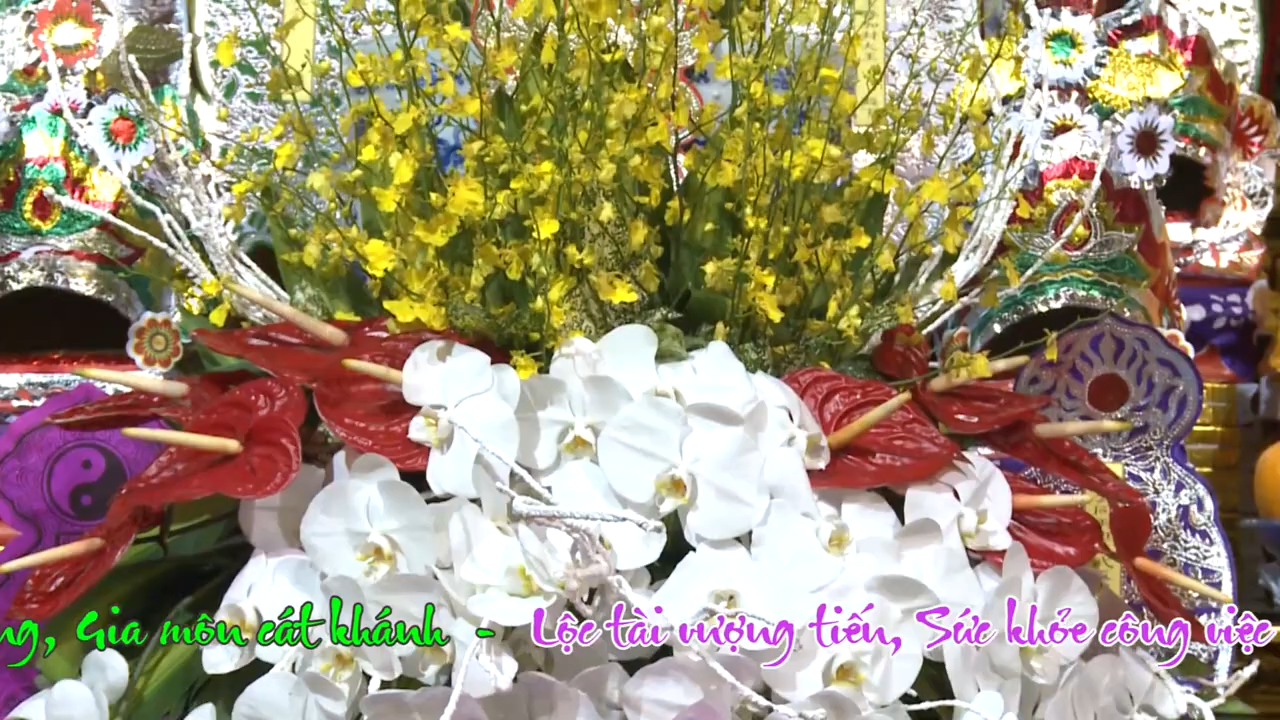 ng, Gia môn cát khánh - Lộc tài vượng tiến, Sức khỏe công việc